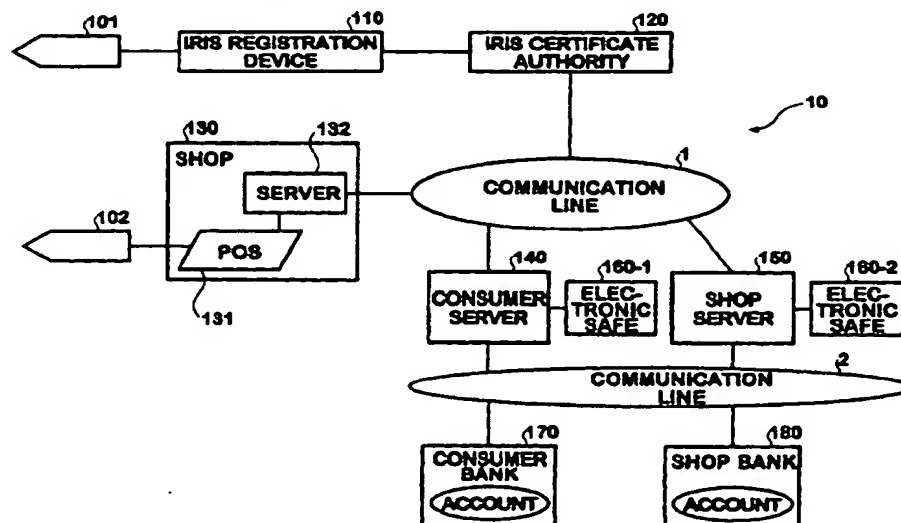 101
110
IRIS REGISTRATION
DEVICE
120
IRIS CERTIFICATE
AUTHORITY
10
130
SHOP
132
SERVER
1
COMMUNICATION
LINE
102
POS
131
140
CONSUMER
SERVER
160-1
ELEC-
TRONIC
SAFE
150
SHOP
SERVER
160-2
ELEC-
TRONIC
SAFE
2
COMMUNICATION
LINE
170
CONSUMER
BANK
ACCOUNT
180
SHOP BANK
ACCOUNT